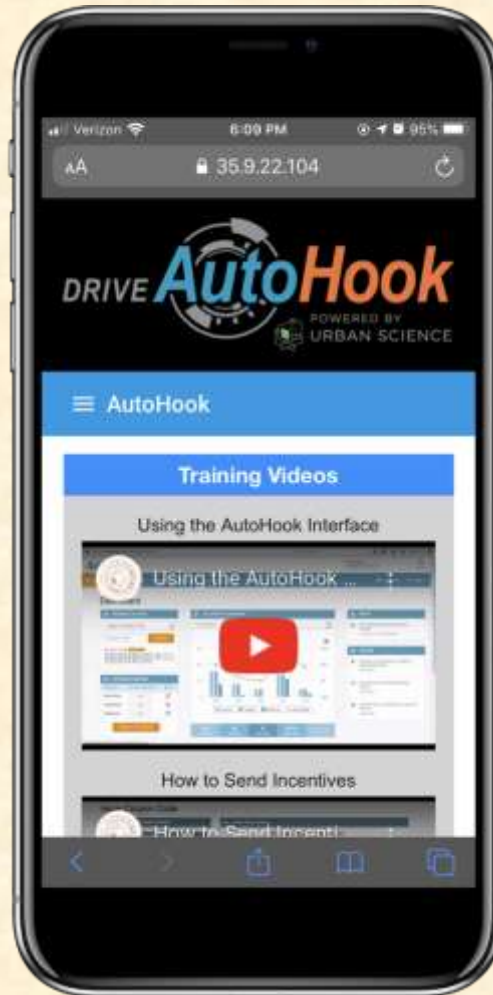 Verizon 6:09 PM 95%
AA 35.9.22.104
DRIVE AutoHook
POWERED BY
URBAN SCIENCE
AutoHook
Training Videos
Using the AutoHook Interface
Using the AutoHook ...
How to Send Incentives
How to Send Incenti